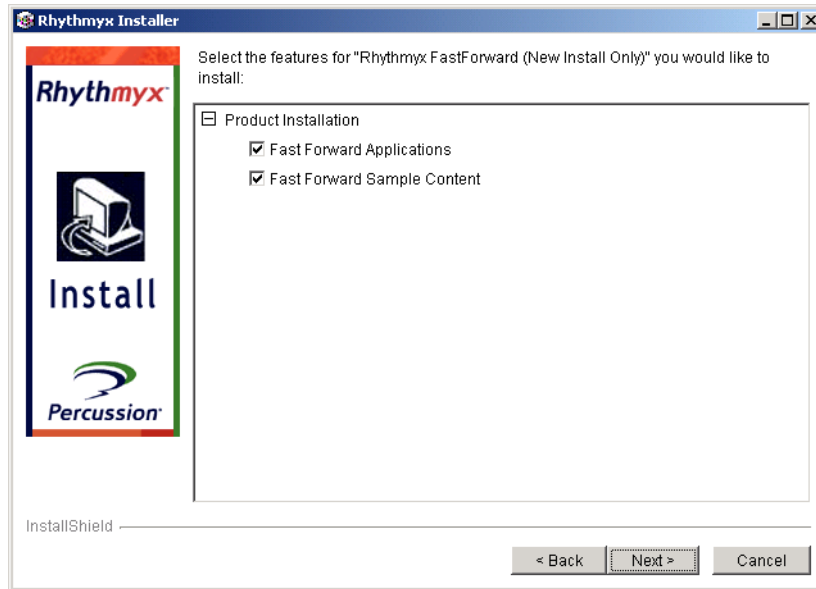 Rhythmyx Installer
Rhythmyx
Install
Percussion
Select the features for "Rhythmyx FastForward (New Install Only)" you would like to
install:
Product Installation
Fast Forward Applications
Fast Forward Sample Content
InstallShield
< Back
Next >
Cancel